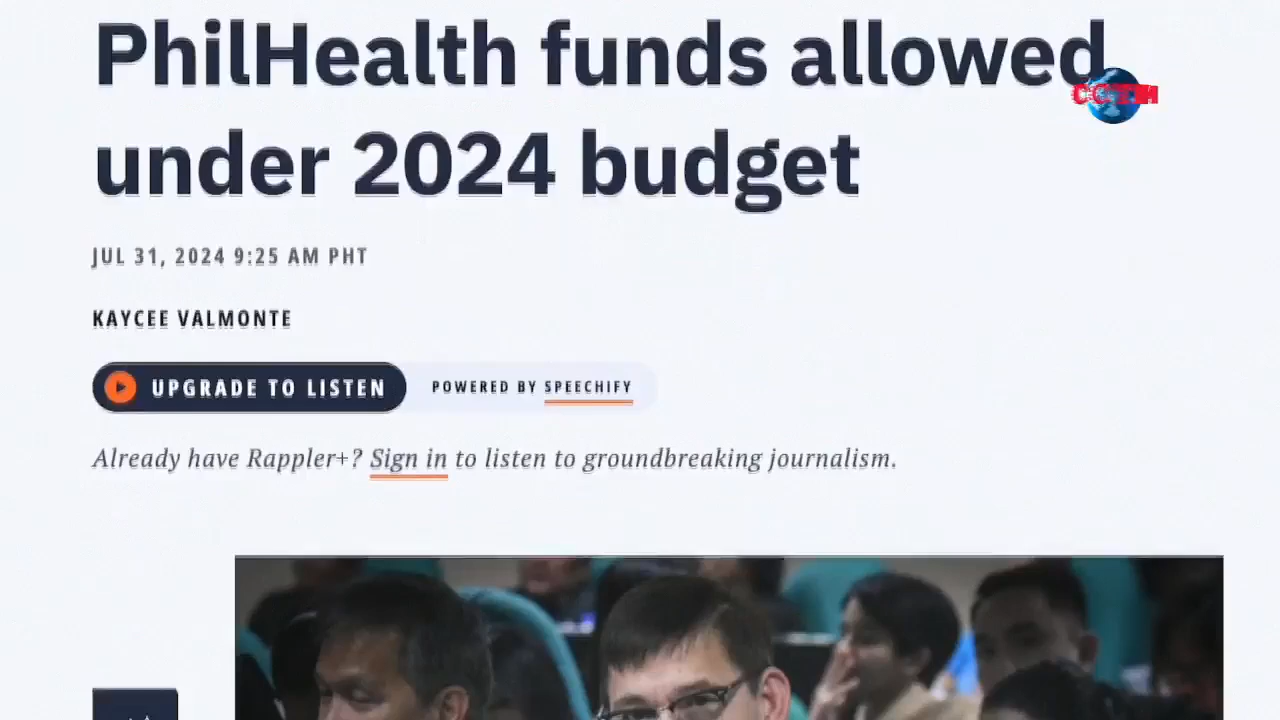 PhilHealth funds allowed
under 2024 budget
JUL 31, 2024 9:25 AM PHT
KAYCEE VALMONTE
UPGRADE TO LISTEN POWERED BY SPEECHIFY
Already have Rappler+? Sign in to listen to groundbreaking journalism.